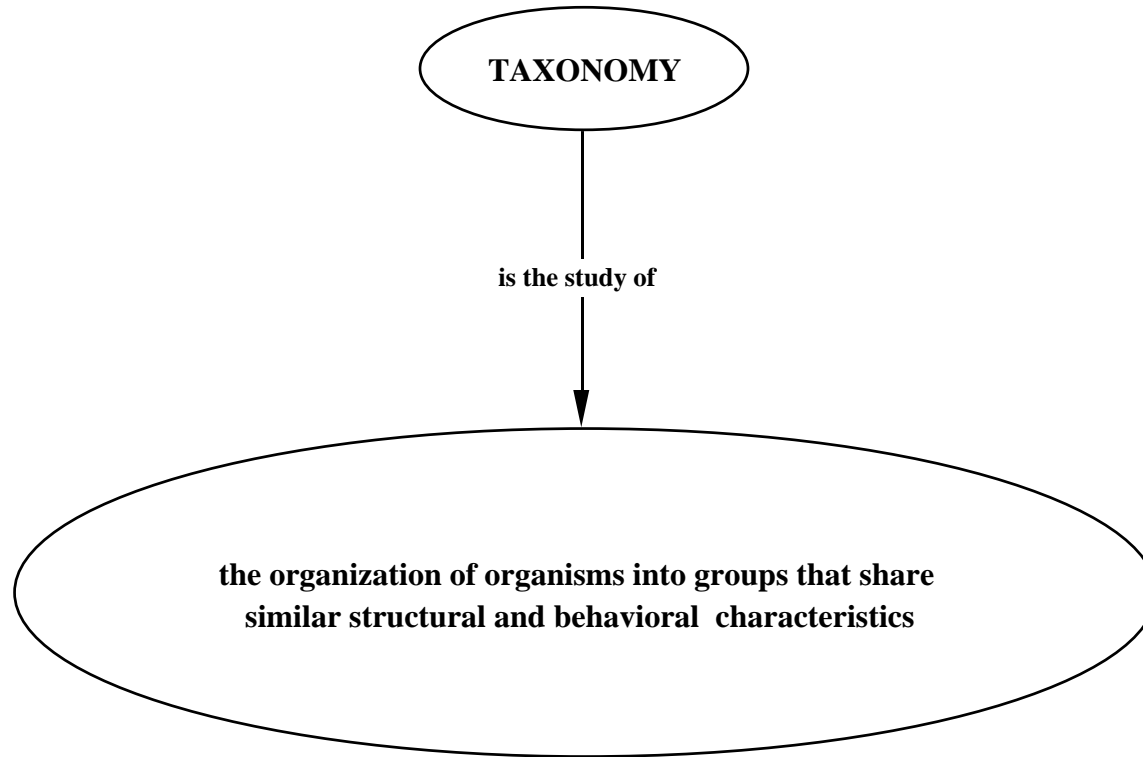 TAXONOMY
is the study of
the organization of organisms into groups that share
similar structural and behavioral  characteristics